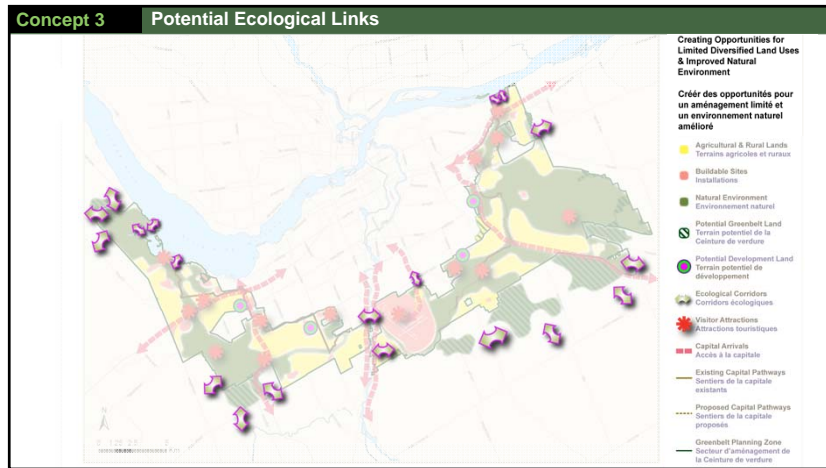 Concept 3 Potential Ecological Links
Creating Opportunities for
Limited Diversified Land Uses
& Improved Natural
Environment
Créér des opportunités pour
un aménagement limité et
un environnement naturel
amélioré
Agricultural & Rural Lands
Terrains agricoles et ruraux
Buildable Sites
Installations
Natural Environment
Environnement naturel
Potential Greenbelt Land
Terrain potentiel de la
Ceinture de verdure
Potential Development Land
Terrain potentiel de
développement
Ecological Corridors
Corridors écologiques
Visitor Attractions
Attractions touristiques
Capital Arrivals
Accès à la capitale
Existing Capital Pathways
Sentiers de la capitale
existants
Proposed Capital Pathways
Sentiers de la capitale
proposés
Greenbelt Planning Zone
Secteur d'aménagement de
la Ceinture de verdure